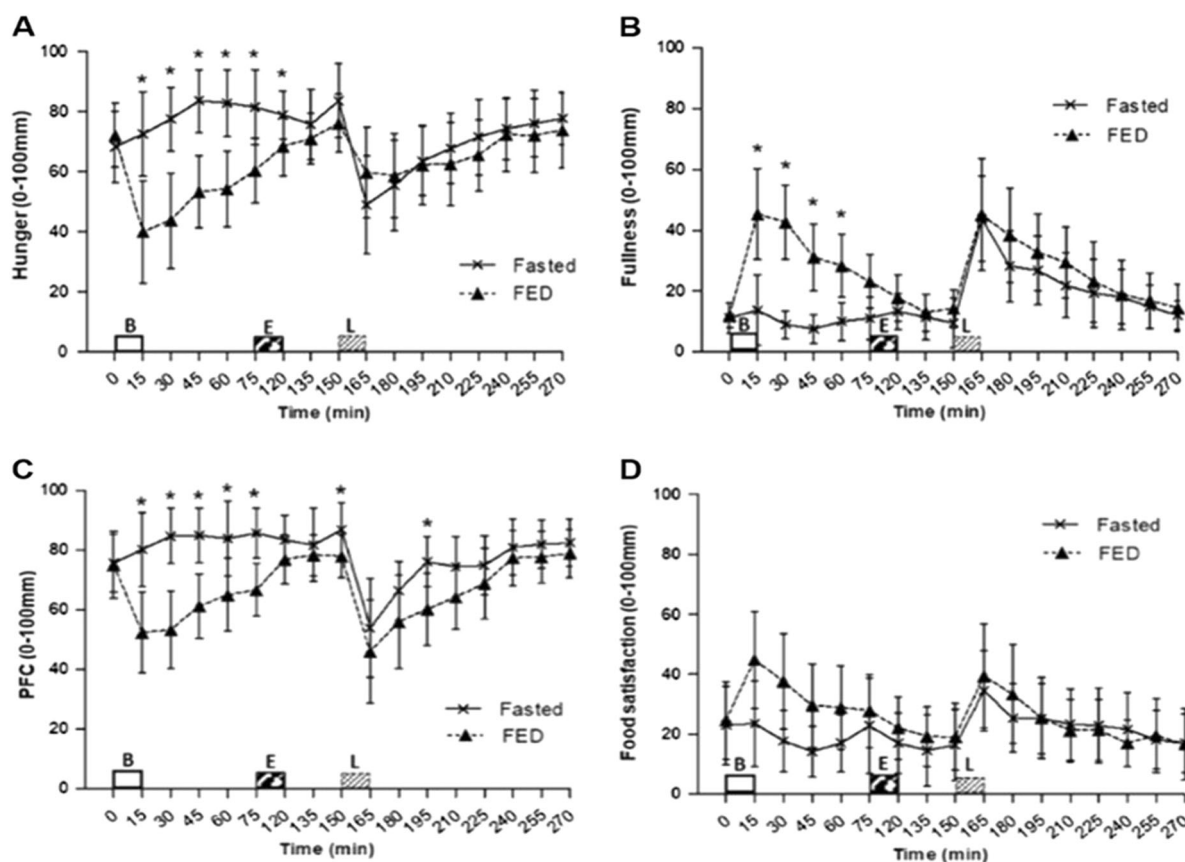 A
Hunger (0-100mm)
100
80
60
40
20
0
* * * * * * *
Fasted
FED
B E L
0 15 30 45 60 75 120 135 150 165 180 195 210 225 240 255 270
Time (min)
B
Fullness (0-100mm)
100
80
60
40
20
0
* * * *
Fasted
FED
B E L
0 15 30 45 60 75 120 135 150 165 180 195 210 225 240 255 270
Time (min)
C
PFC (0-100mm)
100
80
60
40
20
0
* * * * * * *
Fasted
FED
B E L
0 15 30 45 60 75 120 135 150 165 180 195 210 225 240 255 270
Time (min)
D
Food satisfaction (0-100mm)
100
80
60
40
20
0
Fasted
FED
B E L
0 15 30 45 60 75 120 135 150 165 180 195 210 225 240 255 270
Time (min)